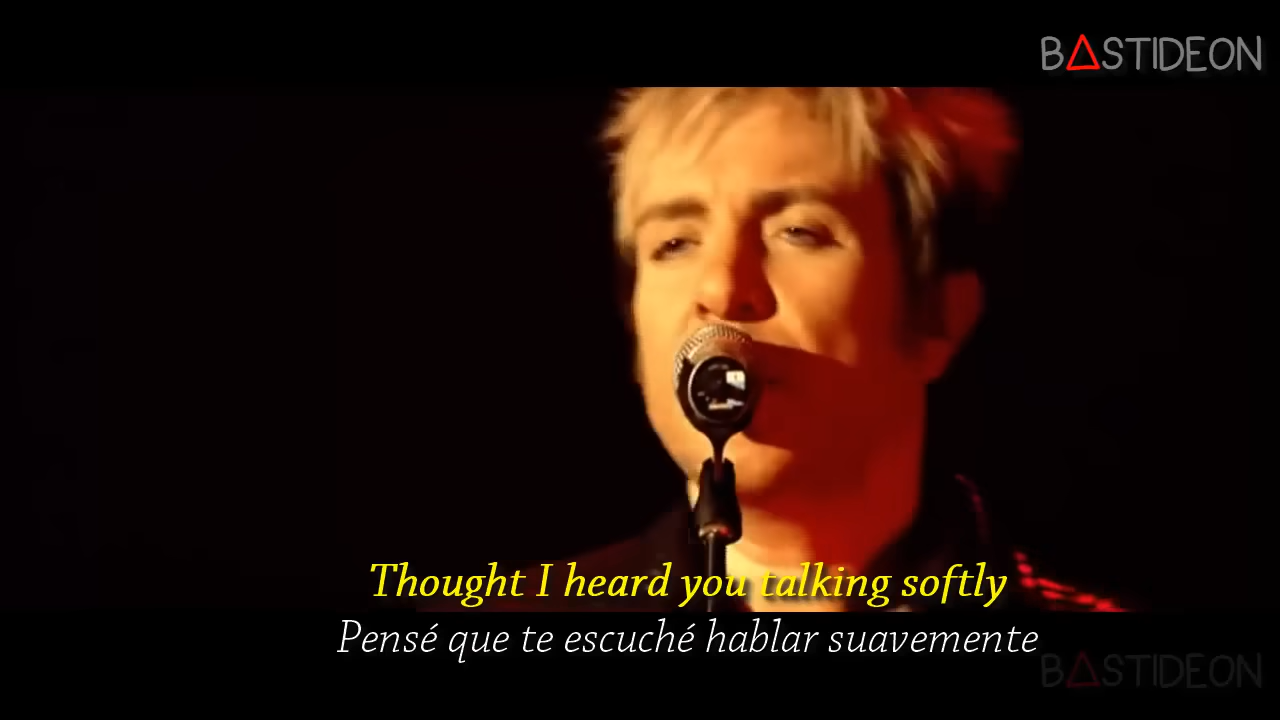 BASTIDEON
Thought I heard you talking softly
Pensé que te escuché hablar suavemente
BASTIDEON